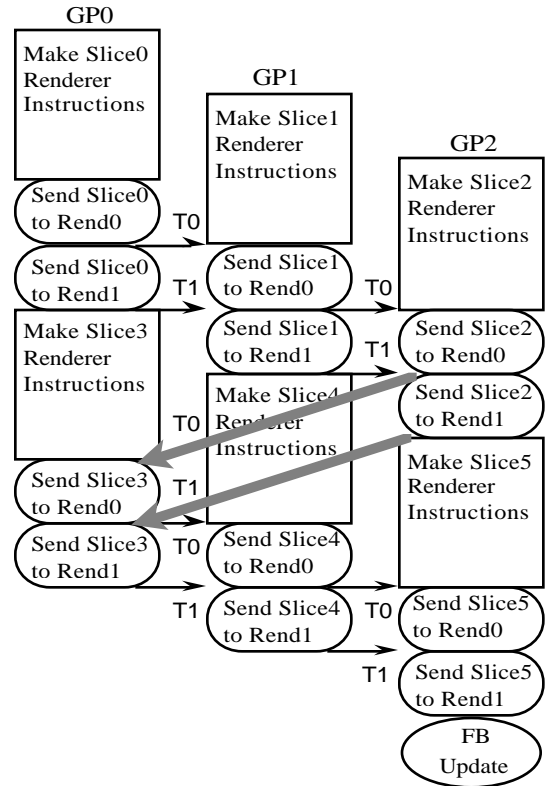 GP0
Make Slice0
Renderer
Instructions
Send Slice0
to Rend0
Send Slice0
to Rend1
Make Slice3
Renderer
Instructions
Send Slice3
to Rend0
Send Slice3
to Rend1
T0
T1
T0
T1
T0
T1
GP1
Make Slice1
Renderer
Instructions
Send Slice1
to Rend0
Send Slice1
to Rend1
Make Slice4
Renderer
Instructions
Send Slice4
to Rend0
Send Slice4
to Rend1
T0
T1
T0
T1
GP2
Make Slice2
Renderer
Instructions
Send Slice2
to Rend0
Send Slice2
to Rend1
Make Slice5
Renderer
Instructions
Send Slice5
to Rend0
Send Slice5
to Rend1
FB
Update